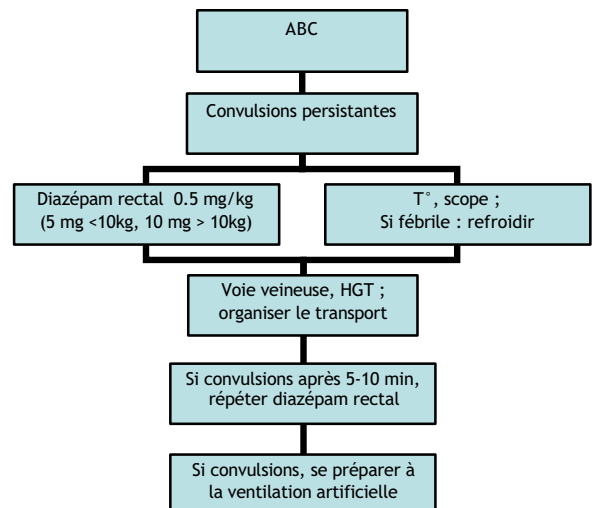 ABC
Convulsions persistantes
Diazépam rectal 0.5 mg/kg
(5 mg <10kg, 10 mg > 10kg)
T°, scope ;
Si fébrile : refroidir
Voie veineuse, HGT ;
organiser le transport
Si convulsions après 5-10 min,
répéter diazépam rectal
Si convulsions, se préparer à
la ventilation artificielle